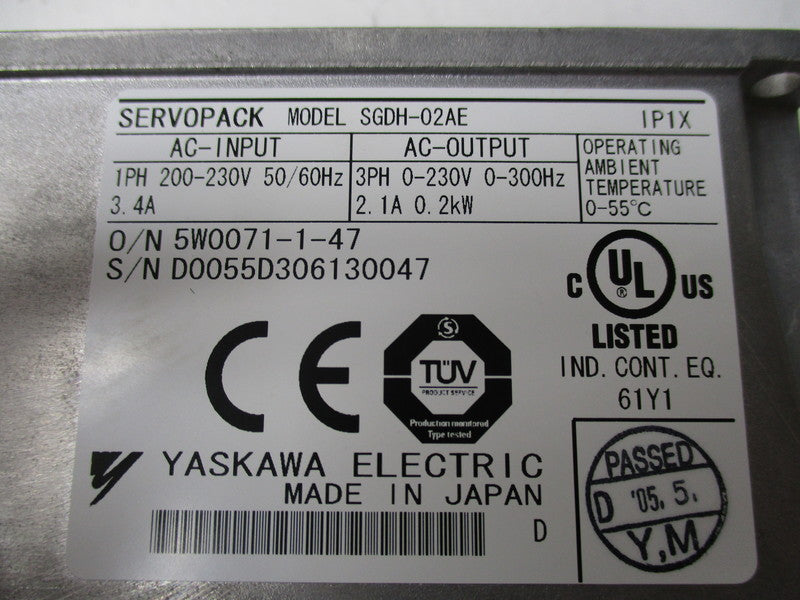 SERVOPACK MODEL SGDH-02AE IP1X
AC-INPUT
1PH 200-230V 50/60Hz
3.4A
AC-OUTPUT
3PH 0-230V 0-300Hz
2.1A 0.2kW
OPERATING
AMBIENT
TEMPERATURE
0-55°C
O/N 5W0071-1-47
S/N D0055D306130047
C UL ® US
LISTED
IND. CONT. EQ.
61Y1
CE
S
TÜV
PRODUCT SERVICE
Production monitored
Type tested
YASKAWA ELECTRIC
MADE IN JAPAN
D
PASSED
D '05. 5.
Y,M